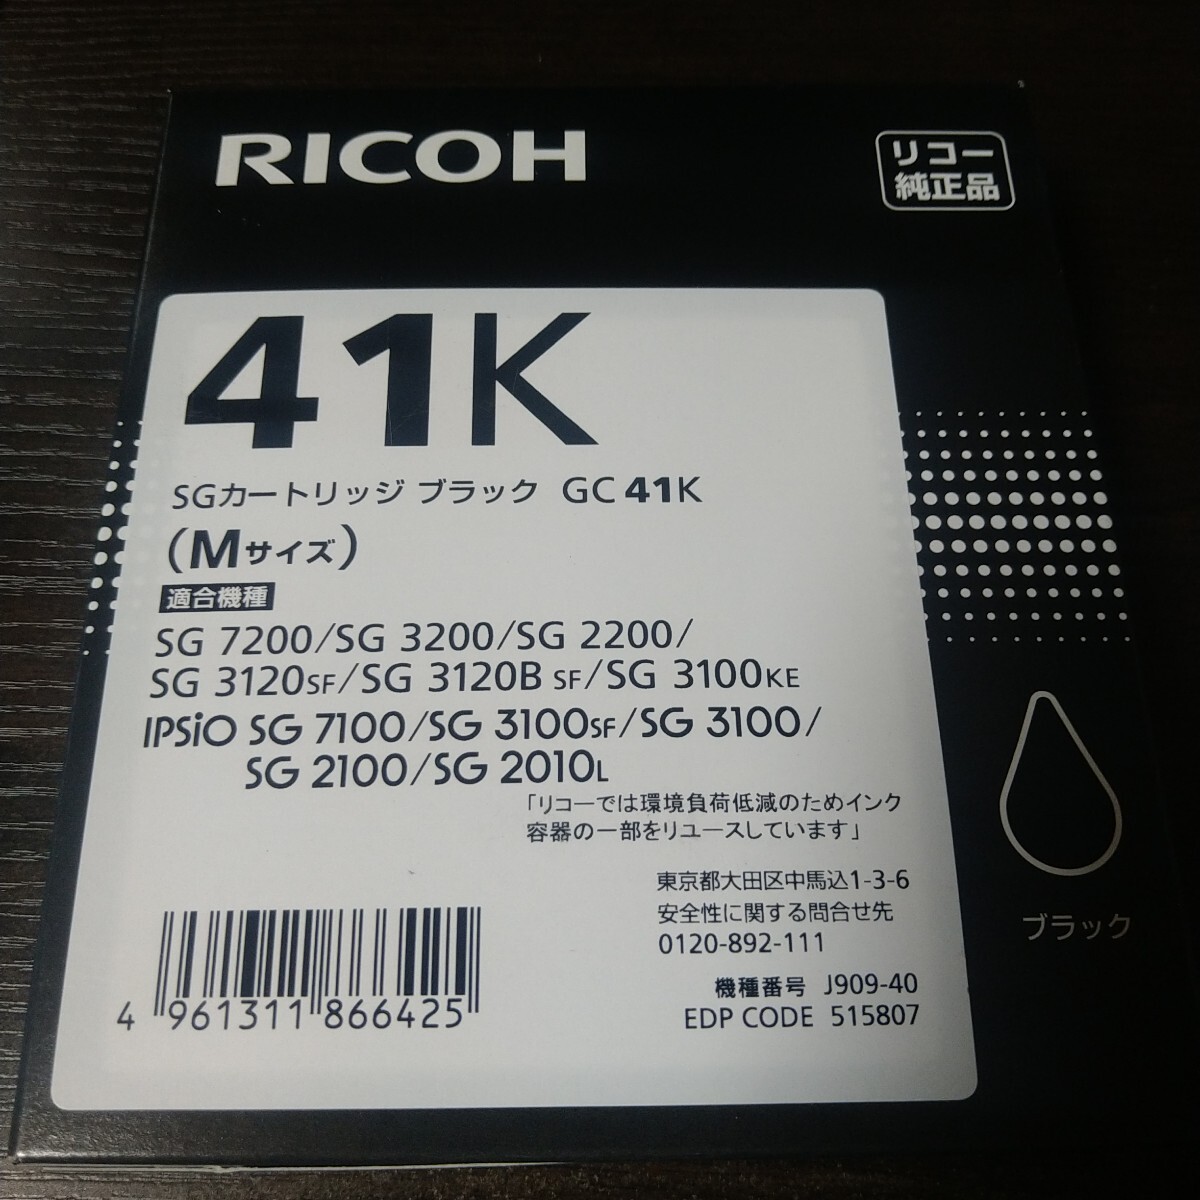 RICOH
リコー
純正品
41K
SGカートリッジ ブラック GC 41K
(Mサイズ)
適合機種
SG 7200/SG 3200/SG 2200/
SG 3120SF/SG 3120B SF/SG 3100KE
IPSiO SG 7100/SG 3100SF/SG 3100/
SG 2100/SG 2010L
「リコーでは環境負荷低減のためインク
容器の一部をリユースしています」
東京都大田区中馬込1-3-6
安全性に関する問合せ先
0120-892-111
機種番号 J909-40
EDP CODE 515807
4 961311 866425
ブラック